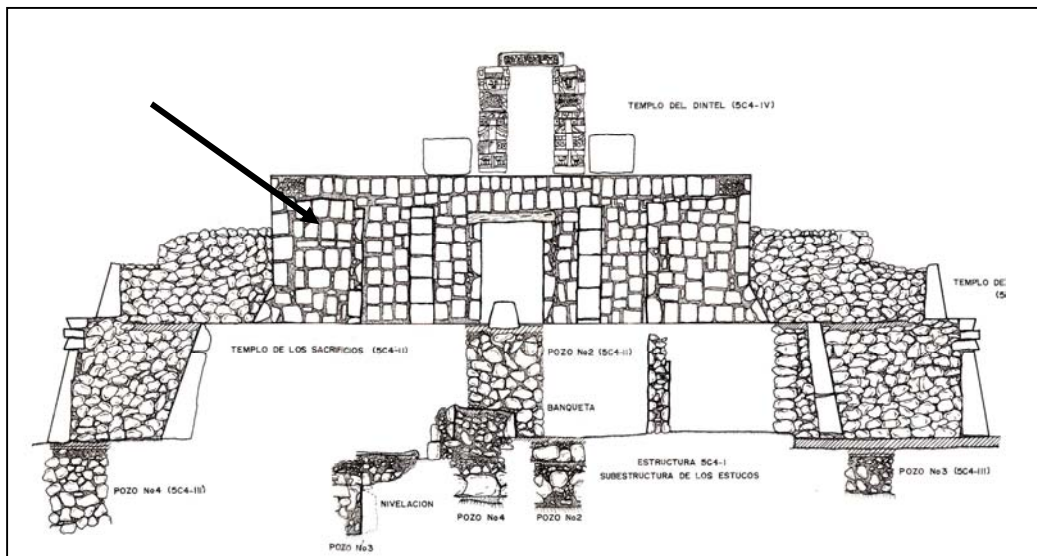 TEMPLO DEL DINTEL (5C4-IV)
TEMPLO DE
TEMPLO DE LOS SACRIFICIOS (5C4-II)
POZO No2 (5C4-II)
BANQUETA
ESTRUCTURA 5C4-I
SUBESTRUCTURA DE LOS ESTUCOS
POZO No3 (5C4-III)
POZO No4 (5C4-III)
NIVELACION
POZO No4
POZO No2
POZO No3